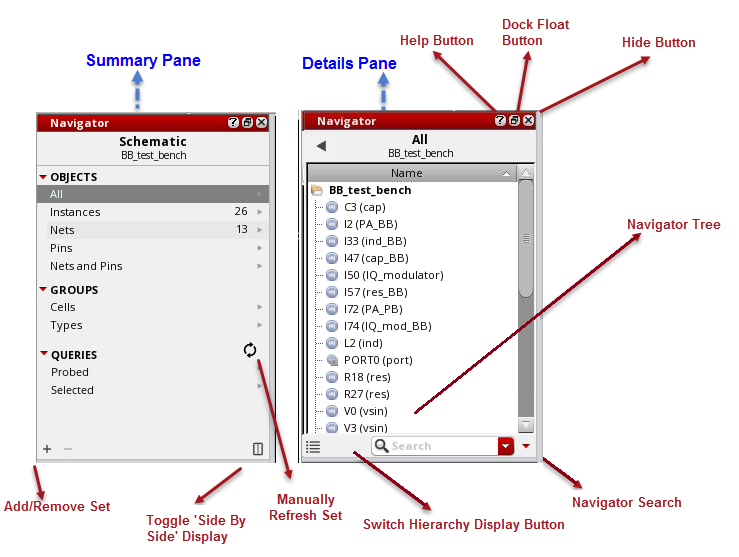 Summary Pane
Details Pane
Help Button
Dock Float
Button
Hide Button
Navigator
Schematic
BB_test_bench
OBJECTS
All
Instances 26
Nets 13
Pins
Nets and Pins
GROUPS
Cells
Types
QUERIES
Probed
Selected
Navigator
All
BB_test_bench
Name
BB_test_bench
C3 (cap)
I2 (PA_BB)
I33 (ind_BB)
I47 (cap_BB)
I50 (IQ_modulator)
I57 (res_BB)
I72 (PA_PB)
I74 (IQ_mod_BB)
L2 (ind)
PORT0 (port)
R18 (res)
R27 (res)
V0 (vsin)
V3 (vsin)
Search
Navigator Tree
Add/Remove Set
Toggle 'Side By
Side' Display
Manually
Refresh Set
Switch Hierarchy Display Button
Navigator Search